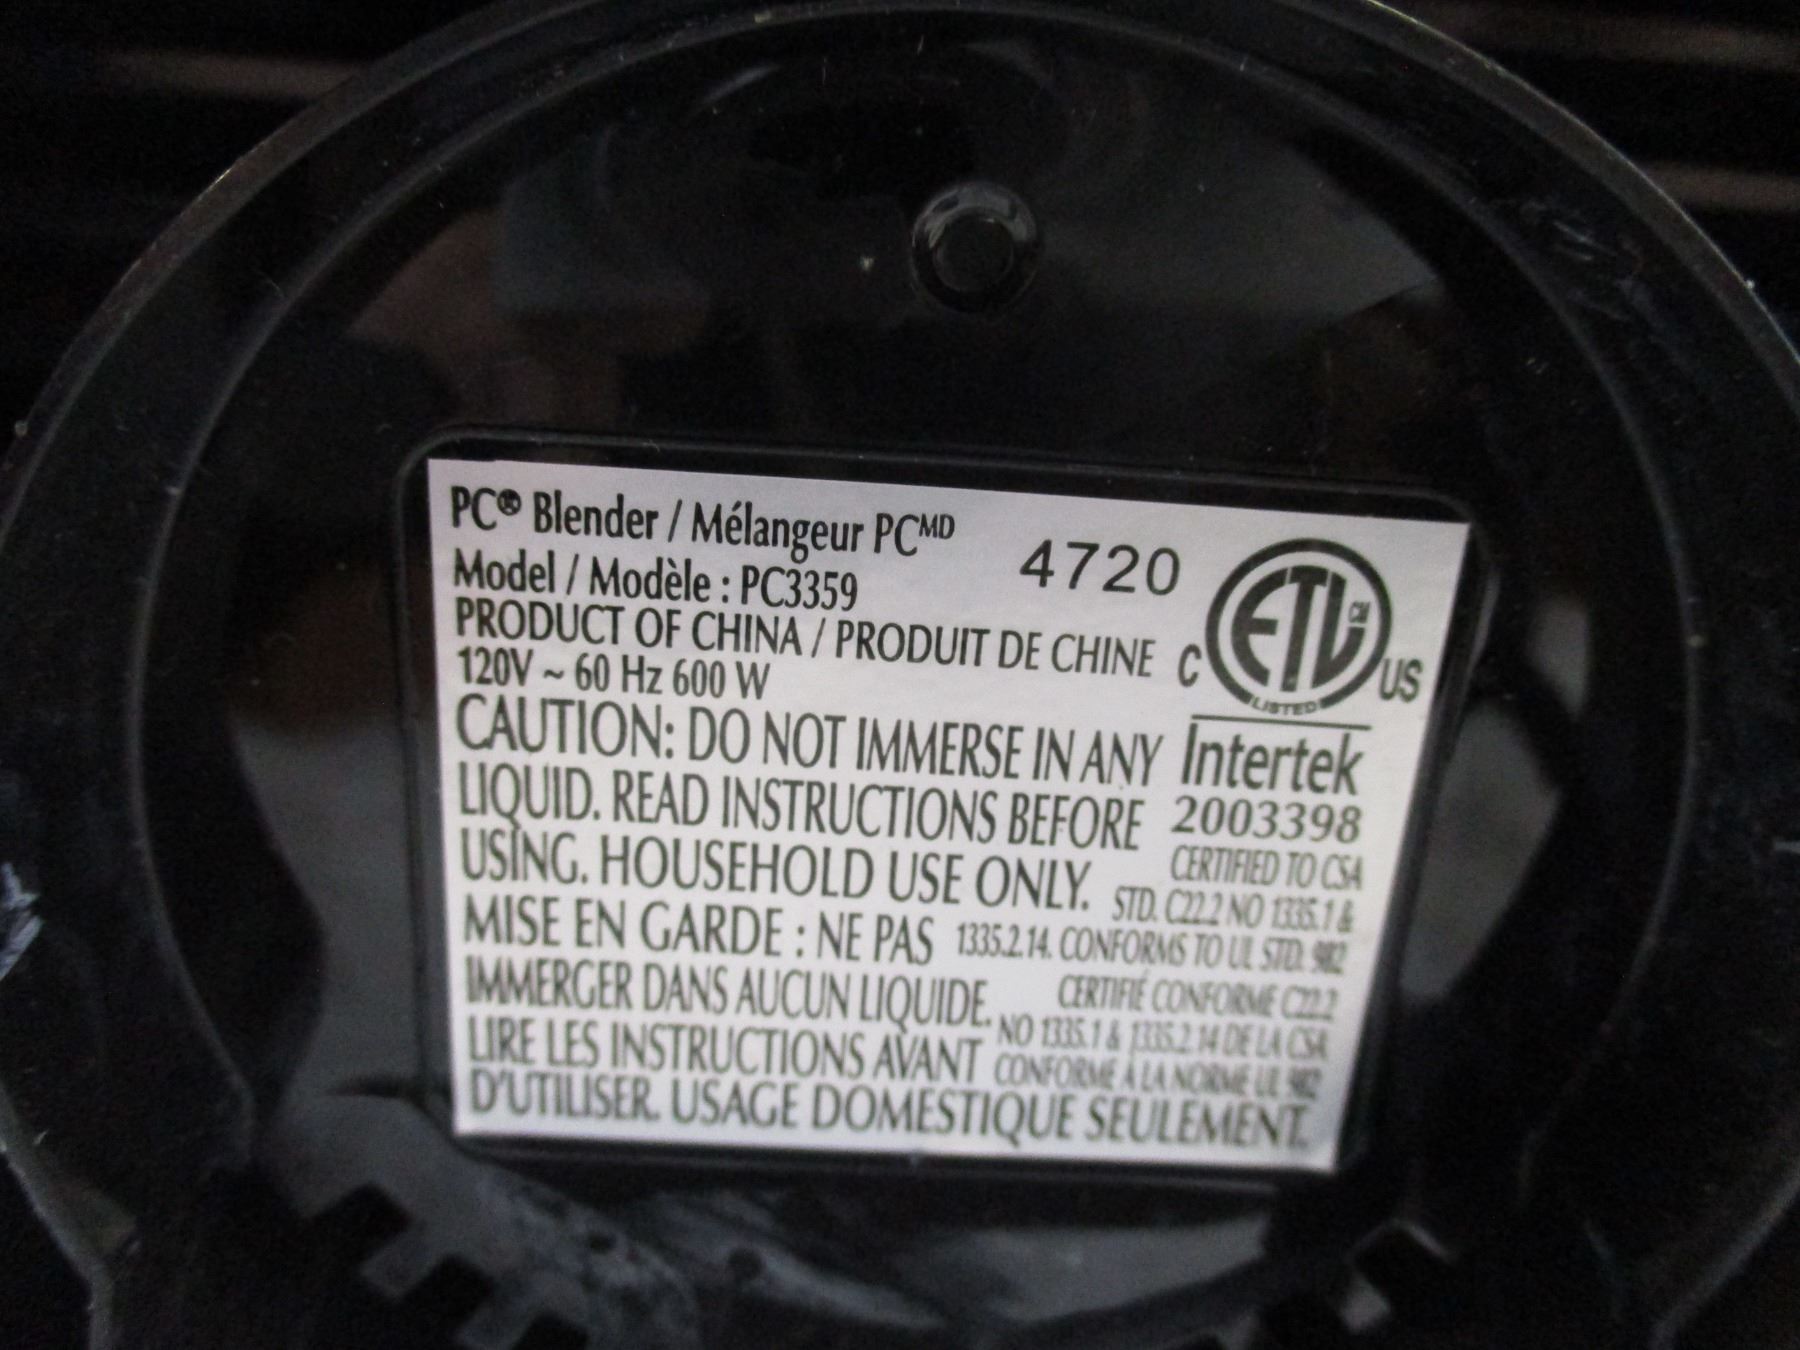 PC® Blender / Mélangeur PCMD
Model / Modèle : PC3359
4720
PRODUCT OF CHINA / PRODUIT DE CHINE
120V ~ 60 Hz 600 W
CAUTION: DO NOT IMMERSE IN ANY
LIQUID. READ INSTRUCTIONS BEFORE
USING. HOUSEHOLD USE ONLY.
MISE EN GARDE : NE PAS
IMMERGER DANS AUCUN LIQUIDE.
LIRE LES INSTRUCTIONS AVANT
D'UTILISER. USAGE DOMESTIQUE SEULEMENT.
C ETL CM US
LISTED
Intertek
2003398
CERTIFIED TO CSA
STD. C22.2 NO 1335.1 &
1335.2.14. CONFORMS TO UL STD. 982
CERTIFIÉ CONFORME C22.2
NO 1335.1 & 1335.2.14 DE LA CSA
CONFORME A LA NORME UL 982